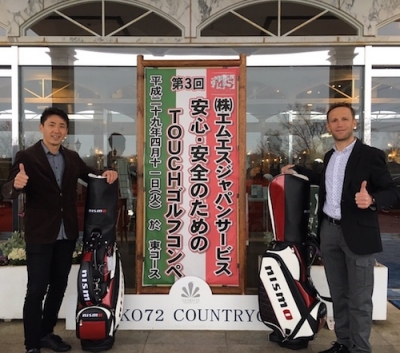 MS
㈱エムエスジャパンサービス
第3回
安心・安全のための
TOUCHゴルフコンペ
平成二十九年四月十一日(火) 於 東コース
nismo
nismo
nismo
nismo
KO72 COUNTRY